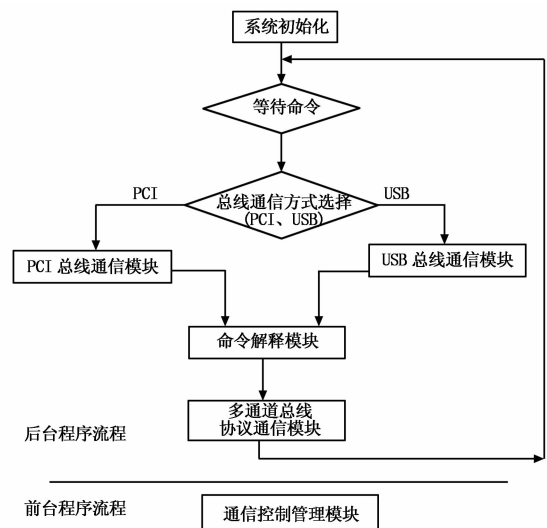 系统初始化
等待命令
PCI
总线通信方式选择
(PCI、USB)
USB
PCI 总线通信模块
USB 总线通信模块
命令解释模块
多通道总线
协议通信模块
后台程序流程
前台程序流程
通信控制管理模块